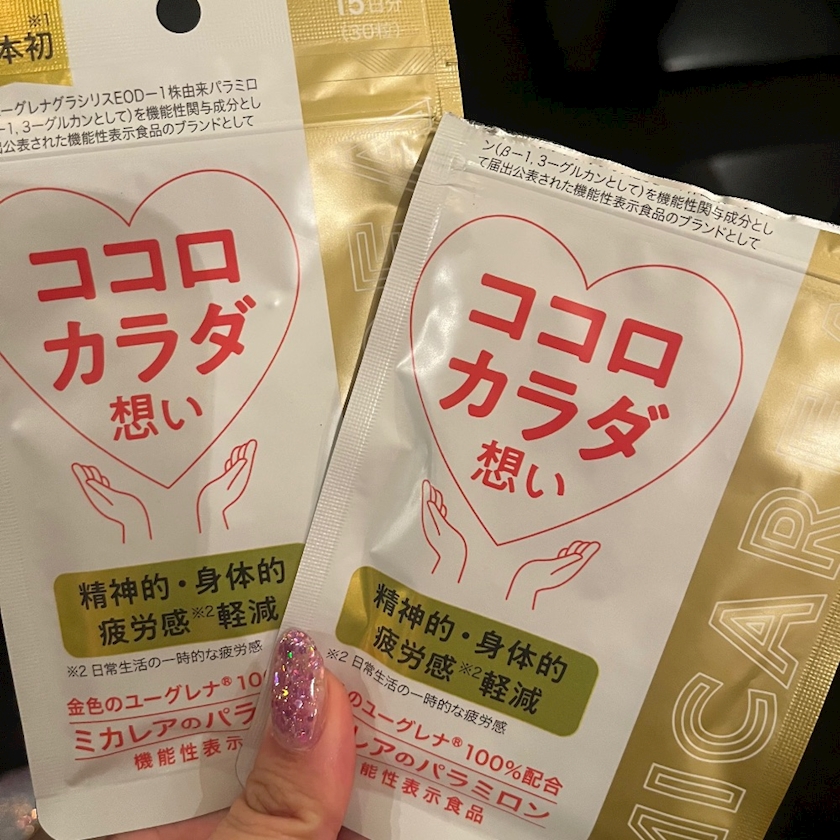 ※1
本初
15日分
(30粒)
ーグレナグラシリスEOD－1株由来パラミロ
－1, 3－グルカンとして)を機能性関与成分とし
公表された機能性表示食品のブランドとして
ココロ
カラダ
想い
精神的・身体的
疲労感※2軽減
※2 日常生活の一時的な疲労感
金色のユーグレナ®10
ミカレアのパラ
機能性表示
ン(β－1, 3－グルカンとして)を機能性関与成分とし
て届出公表された機能性表示食品のブランドとして
ココロ
カラダ
想い
精神的・身体的
疲労感※2軽減
※2 日常生活の一時的な疲労感
のユーグレナ®100%配合
レアのパラミロン
能性表示食品
MICAR